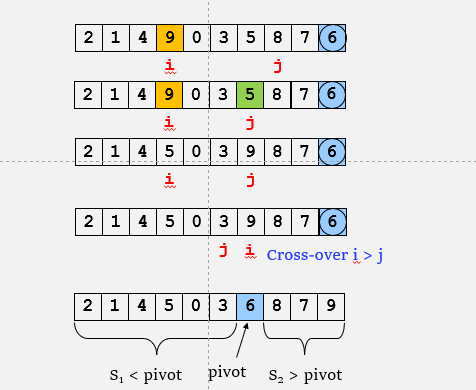 2 1 4 9 0 3 5 8 7 6
i j
2 1 4 9 0 3 5 8 7 6
i j
2 1 4 5 0 3 9 8 7 6
i j
2 1 4 5 0 3 9 8 7 6
j i Cross-over i > j
2 1 4 5 0 3 6 8 7 9
S₁ < pivot pivot S₂ > pivot